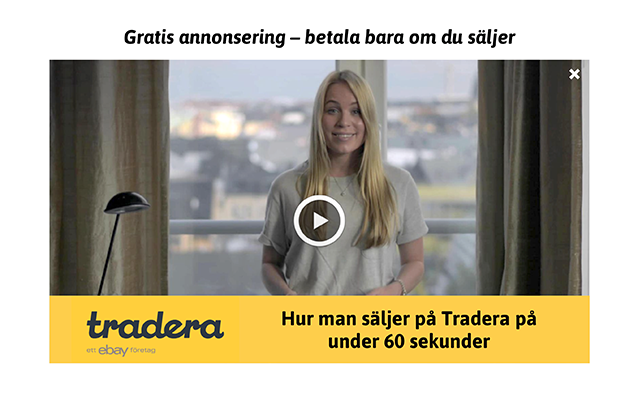 Gratis annonsering – betala bara om du säljer
tradera
ett ebay företag
Hur man säljer på Tradera på
under 60 sekunder